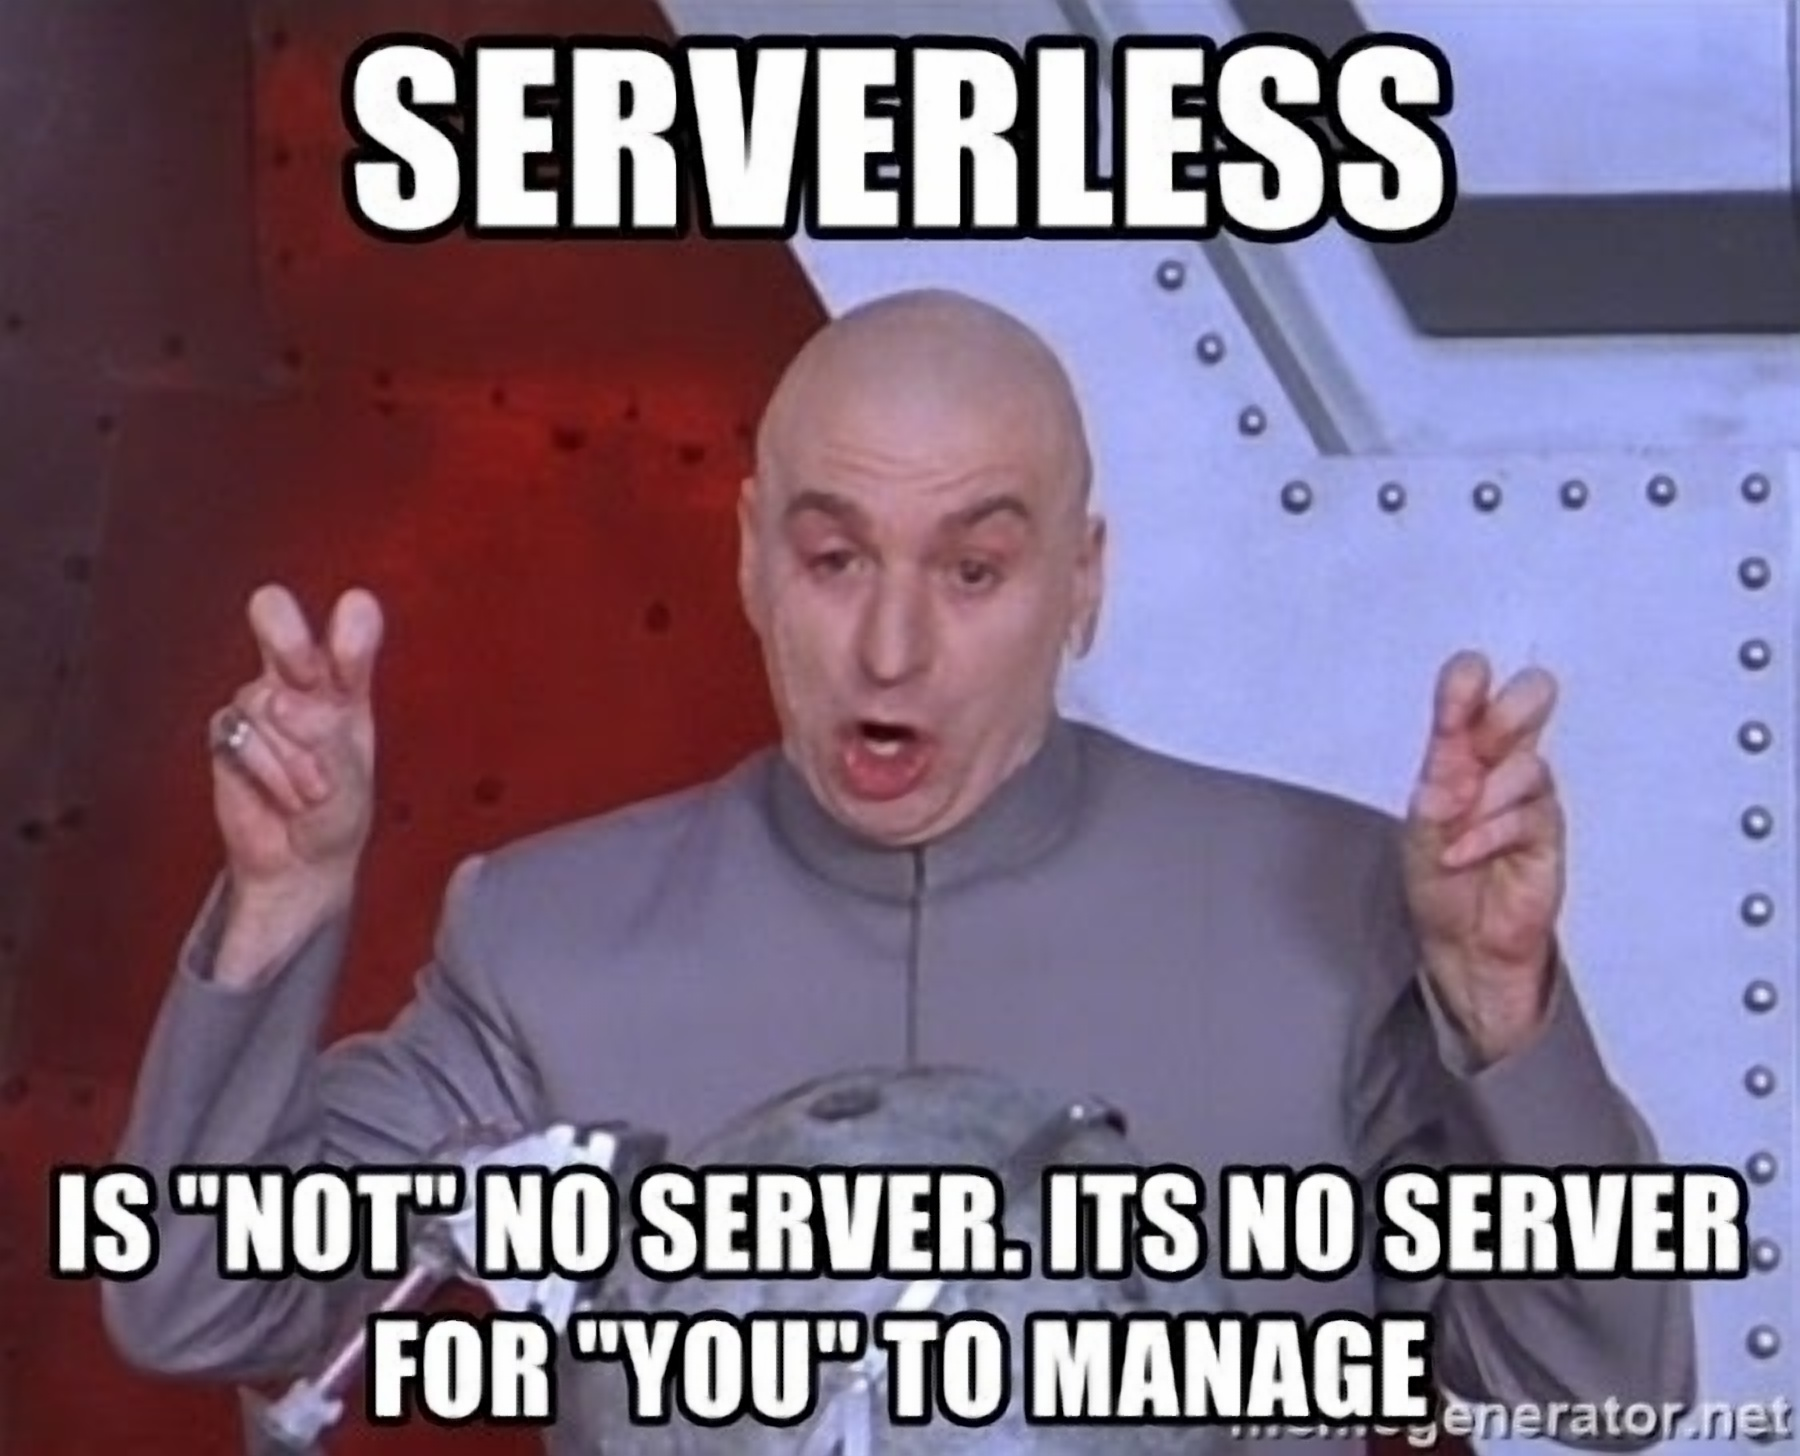 SERVERLESS
IS "NOT" NO SERVER. ITS NO SERVER
FOR "YOU" TO MANAGE